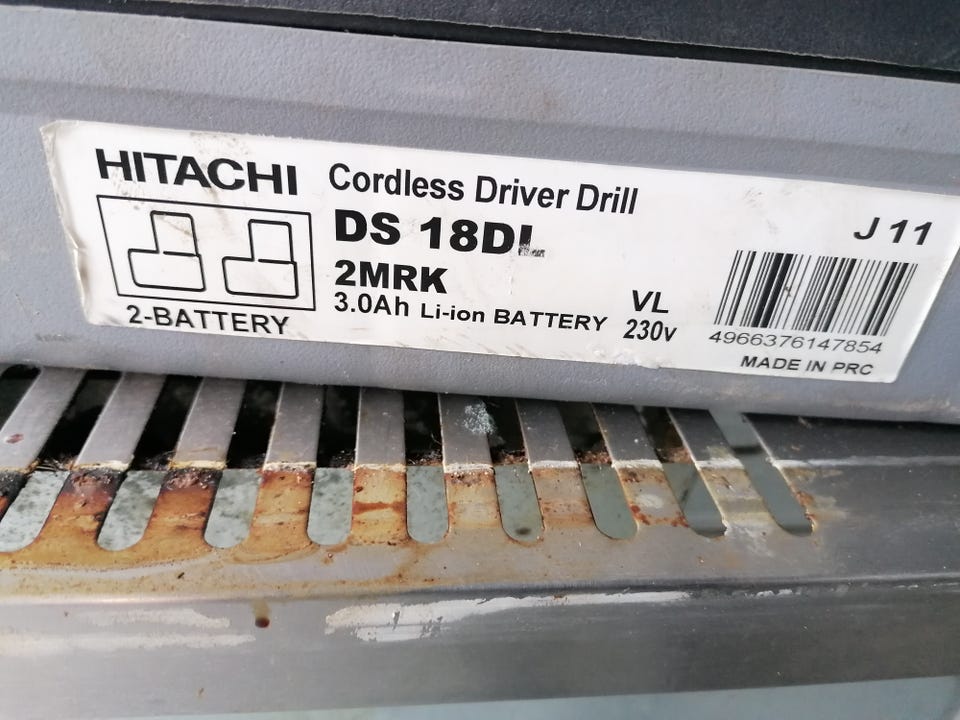 HITACHI
2-BATTERY
Cordless Driver Drill
DS 18DL
2MRK
3.0Ah Li-ion BATTERY
VL
230v
J 11
4966376147854
MADE IN PRC